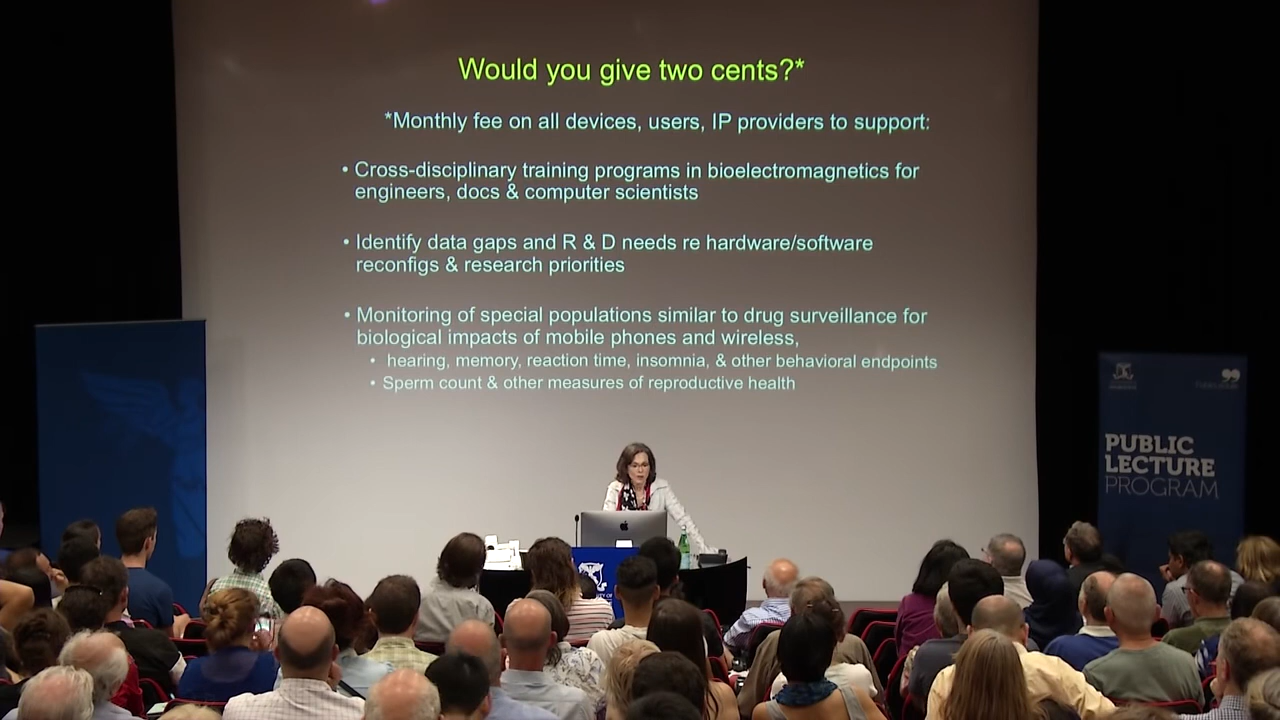 Would you give two cents?*
*Monthly fee on all devices, users, IP providers to support:
• Cross-disciplinary training programs in bioelectromagnetics for
engineers, docs & computer scientists
• Identify data gaps and R & D needs re hardware/software
reconfigs & research priorities
• Monitoring of special populations similar to drug surveillance for
biological impacts of mobile phones and wireless,
• hearing, memory, reaction time, insomnia, & other behavioral endpoints
• Sperm count & other measures of reproductive health
PUBLIC
LECTURE
PROGRAM